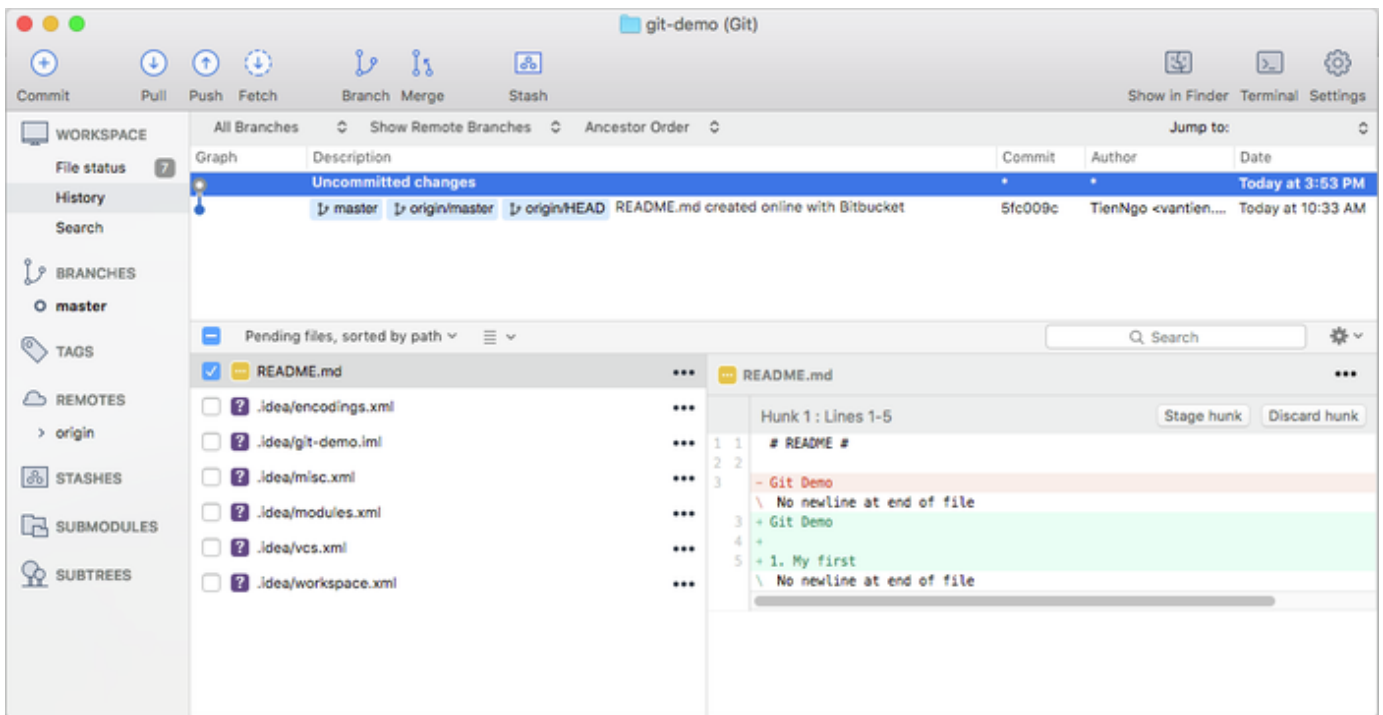 git-demo (Git)
Commit Pull Push Fetch Branch Merge Stash Show in Finder Terminal Settings
WORKSPACE
File status 7
History
Search
BRANCHES
master
TAGS
REMOTES
origin
STASHES
SUBMODULES
SUBTREES
All Branches Show Remote Branches Ancestor Order Jump to:
Graph Description Commit Author Date
Uncommitted changes * * Today at 3:53 PM
master origin/master origin/HEAD README.md created online with Bitbucket 5fc009c TienNgo <vantien.... Today at 10:33 AM
Pending files, sorted by path Search
README.md
.idea/encodings.xml
.idea/git-demo.iml
.idea/misc.xml
.idea/modules.xml
.idea/vcs.xml
.idea/workspace.xml
README.md
Hunk 1 : Lines 1-5 Stage hunk Discard hunk
1 1 # README #
2 2
3 - Git Demo
\ No newline at end of file
3 + Git Demo
4 +
5 + 1. My first
\ No newline at end of file